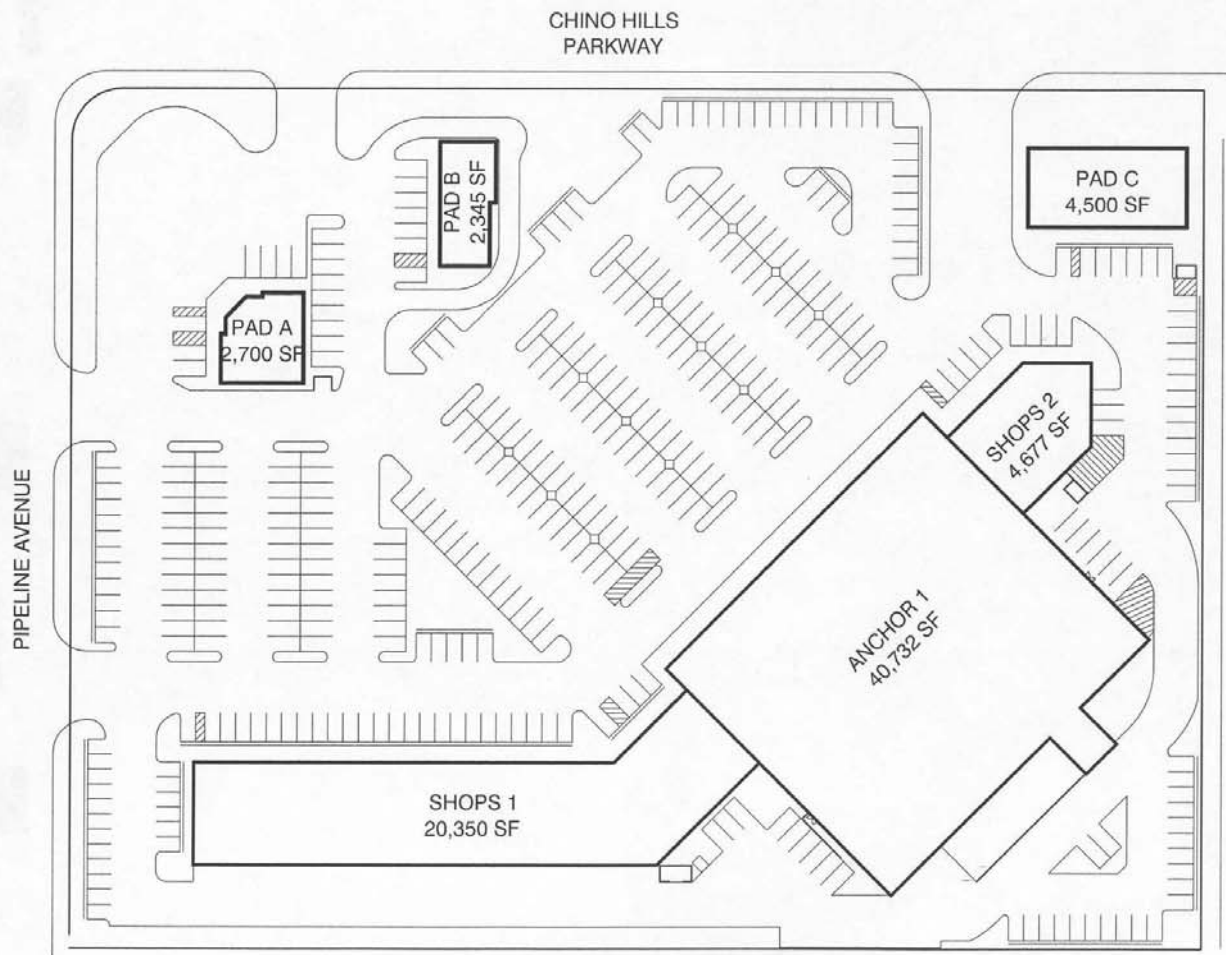 CHINO HILLS
PARKWAY
PAD B
2,345 SF
PAD C
4,500 SF
PAD A
2,700 SF
SHOPS 2
4,677 SF
PIPELINE AVENUE
ANCHOR 1
40,732 SF
SHOPS 1
20,350 SF